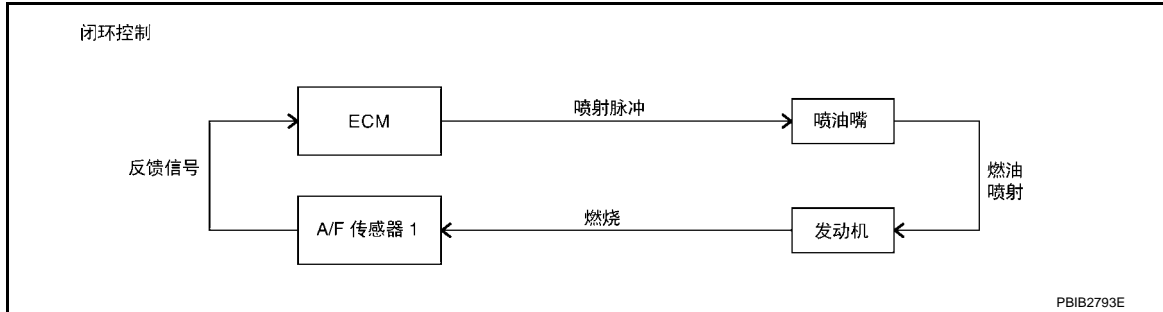 闭环控制
ECM
喷射脉冲
喷油嘴
反馈信号
燃油
喷射
A/F 传感器 1
燃烧
发动机
PBIB2793E